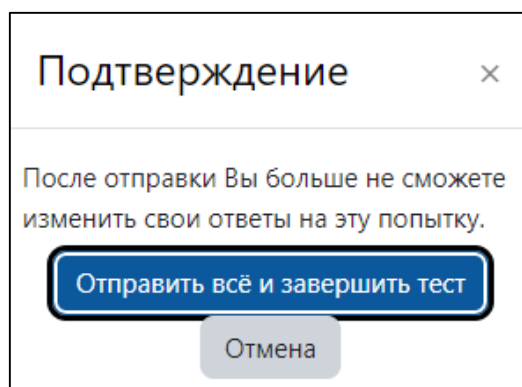 Подтверждение ×
После отправки Вы больше не сможете
изменить свои ответы на эту попытку.
Отправить всё и завершить тест
Отмена